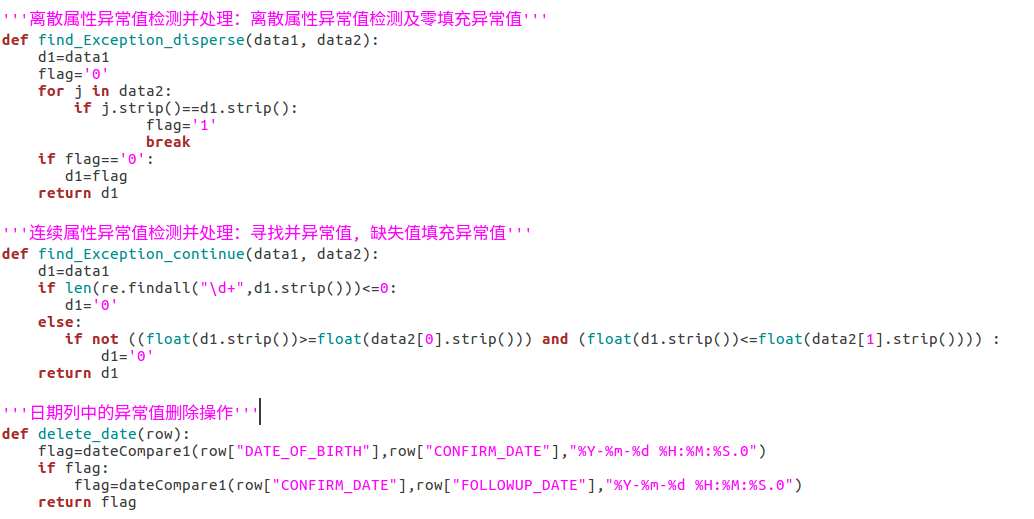 '''离散属性异常值检测并处理：离散属性异常值检测及零填充异常值'''
def find_Exception_disperse(data1, data2):
    d1=data1
    flag='0'
    for j in data2:
        if j.strip()==d1.strip():
                flag='1'
                break
    if flag=='0':
       d1=flag
    return d1

'''连续属性异常值检测并处理：寻找并异常值，缺失值填充异常值'''
def find_Exception_continue(data1, data2):
    d1=data1
    if len(re.findall("\d+",d1.strip()))<=0:
       d1='0'
    else:
       if not ((float(d1.strip())>=float(data2[0].strip())) and (float(d1.strip())<=float(data2[1].strip()))) :
           d1='0'
    return d1

'''日期列中的异常值删除操作'''
def delete_date(row):
    flag=dateCompare1(row["DATE_OF_BIRTH"],row["CONFIRM_DATE"],"%Y-%m-%d %H:%M:%S.0")
    if flag:
        flag=dateCompare1(row["CONFIRM_DATE"],row["FOLLOWUP_DATE"],"%Y-%m-%d %H:%M:%S.0")
    return flag